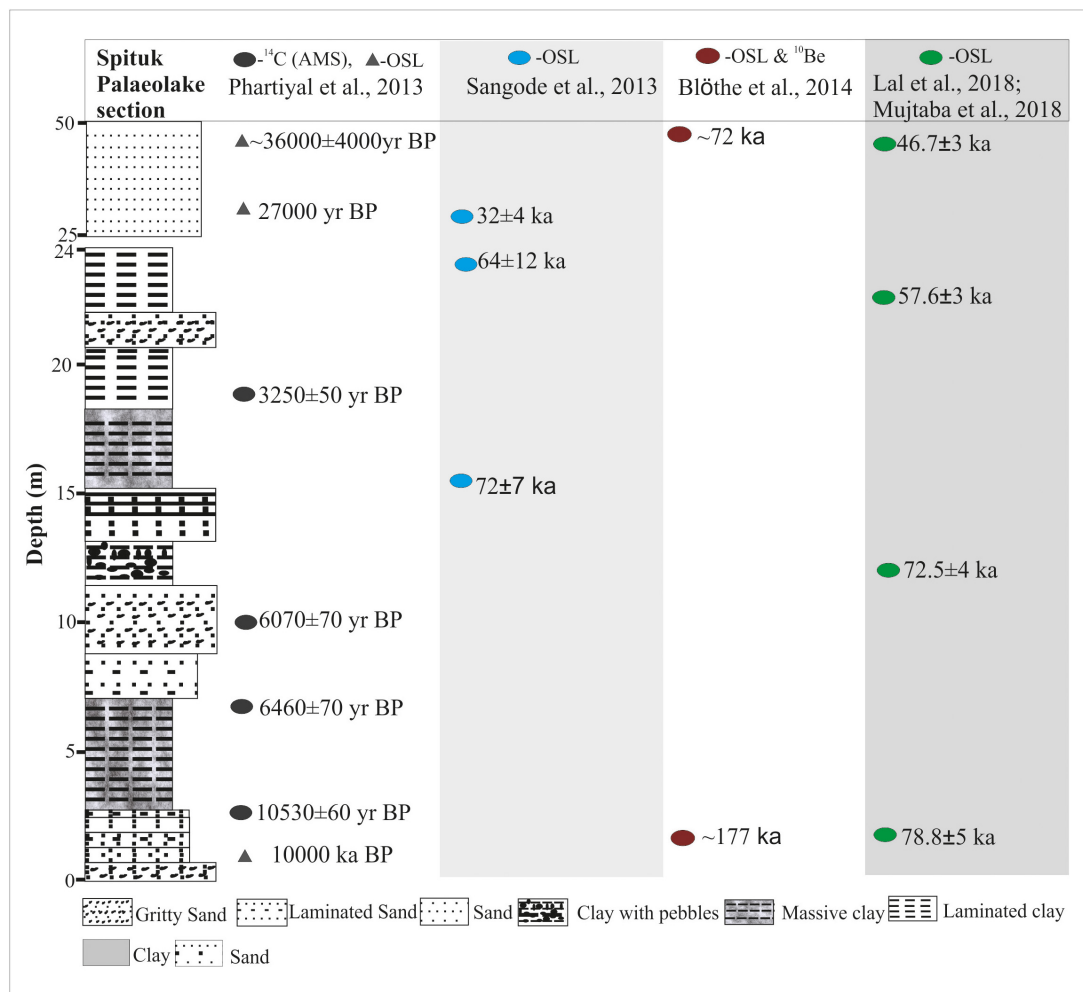 Spituk
Palaeolake
section
-¹⁴C (AMS), -OSL
Phartiyal et al., 2013
-OSL
Sangode et al., 2013
-OSL & ¹⁰Be
Blöthe et al., 2014
-OSL
Lal et al., 2018;
Mujtaba et al., 2018
Depth (m)
50
25
24
20
15
10
5
0
~36000±4000yr BP
27000 yr BP
3250±50 yr BP
6070±70 yr BP
6460±70 yr BP
10530±60 yr BP
10000 ka BP
32±4 ka
64±12 ka
72±7 ka
~72 ka
~177 ka
46.7±3 ka
57.6±3 ka
72.5±4 ka
78.8±5 ka
Gritty Sand
Laminated Sand
Sand
Clay with pebbles
Massive clay
Laminated clay
Clay
Sand